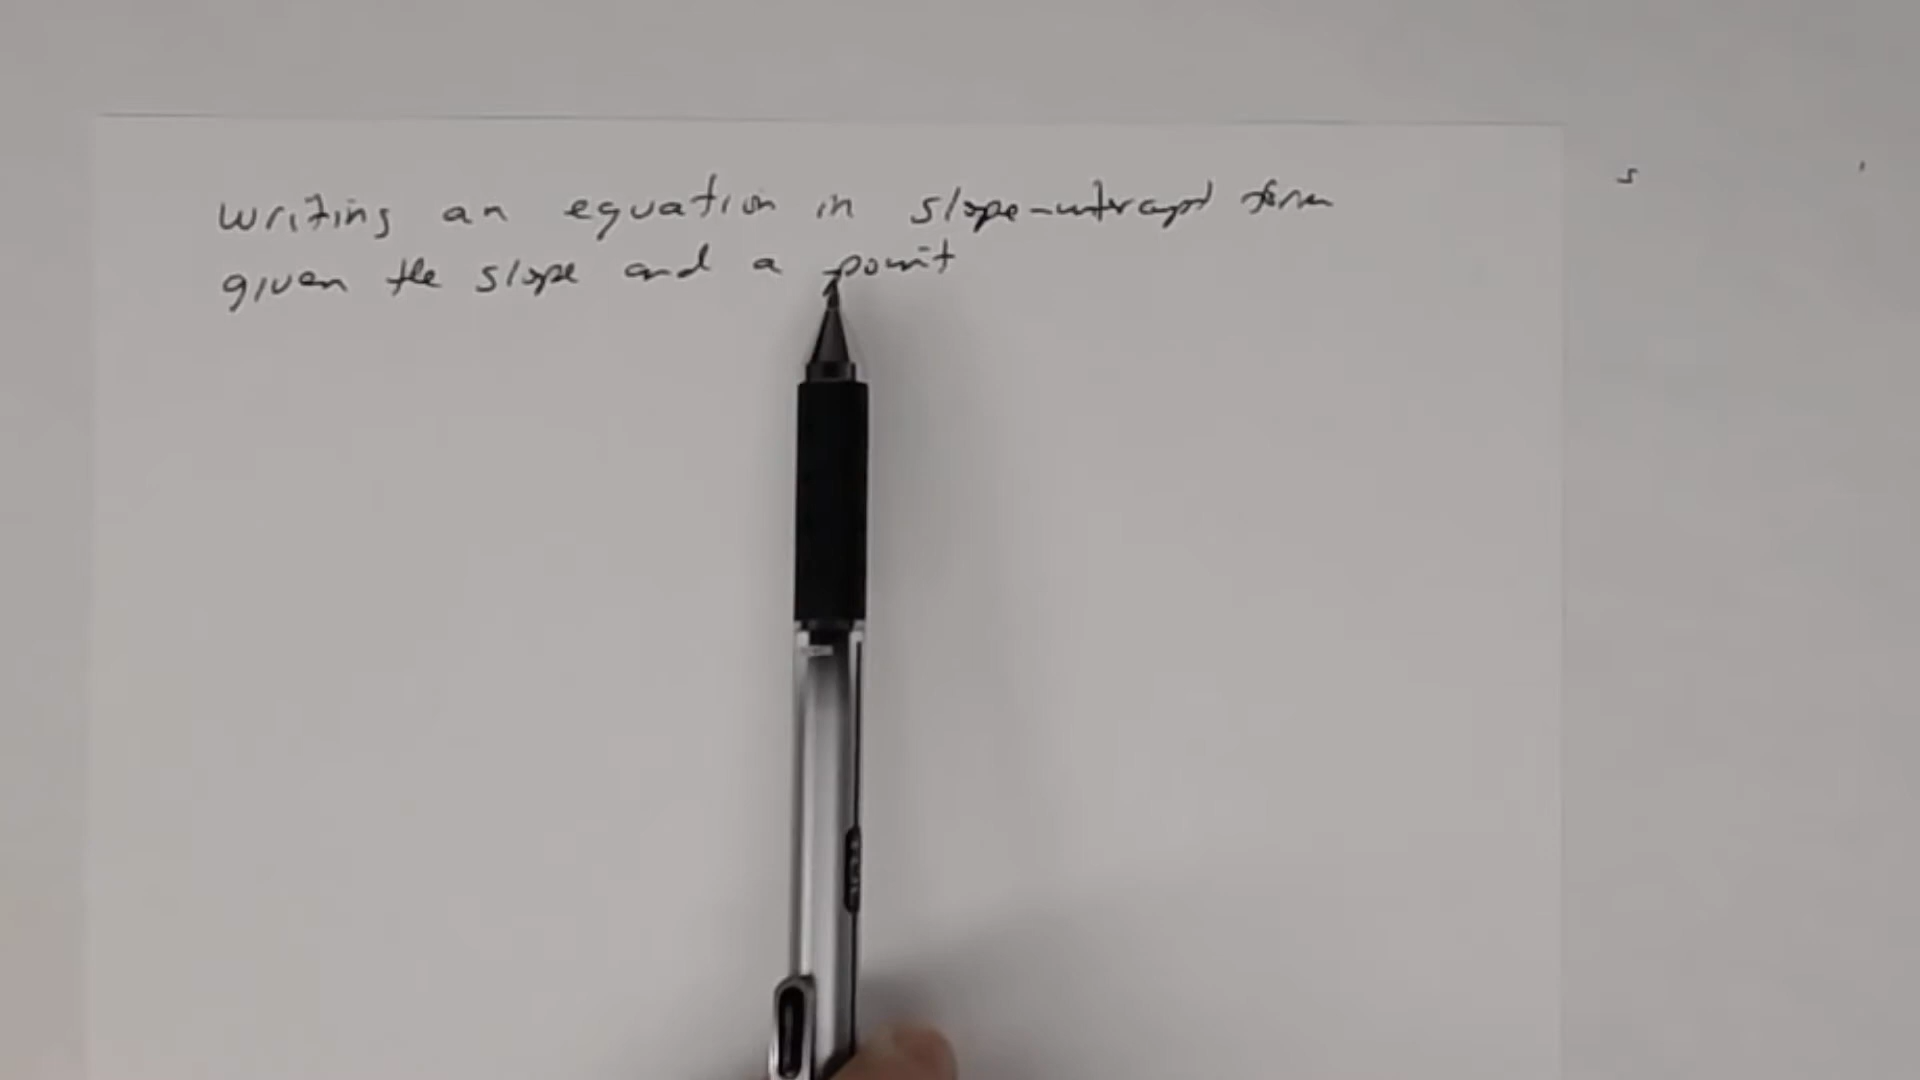 writing an equation in slope-intercept form
given the slope and a point